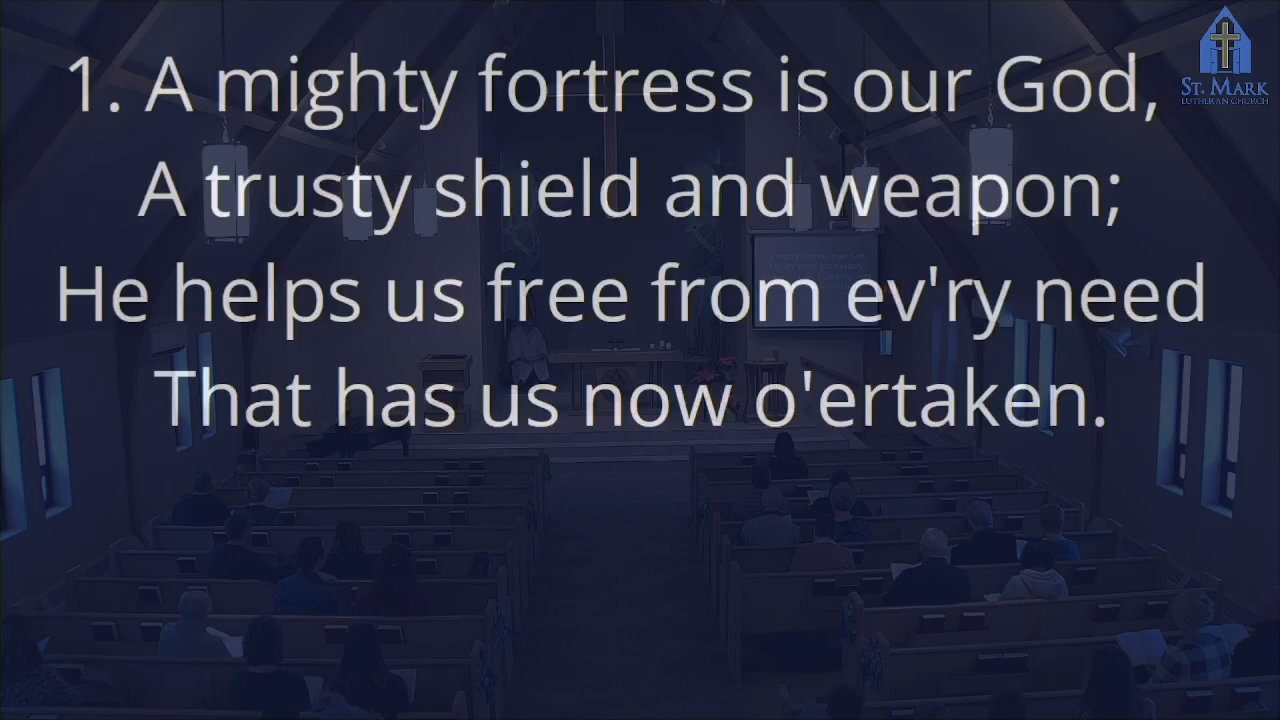 1. A mighty fortress is our God,
A trusty shield and weapon;
He helps us free from ev'ry need
That has us now o'ertaken.
ST. MARK
LUTHERAN CHURCH